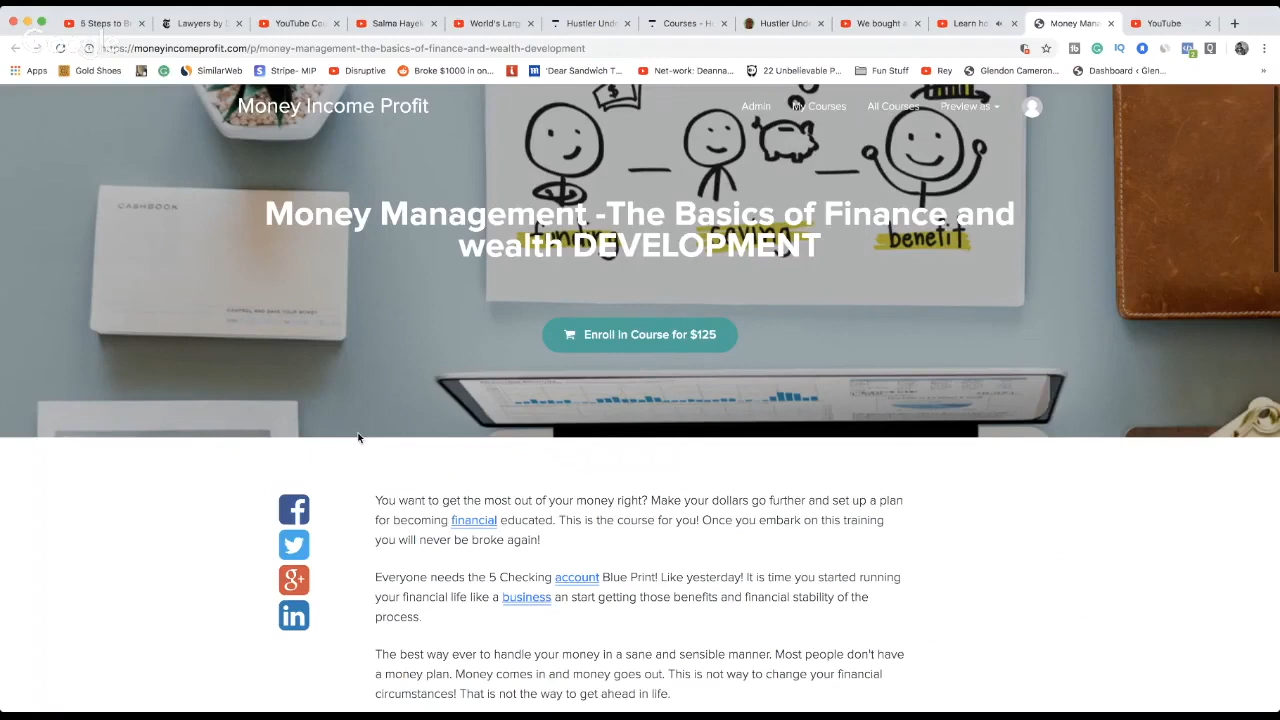 5 Steps to B
Lawyers by D
YouTube Cou
Salma Hayek
World's Larg
Hustler Unde
Courses - H
Hustler Und
We bought a
Learn ho
Money Mana
YouTube
https://moneyincomeprofit.com/p/money-management-the-basics-of-finance-and-wealth-development
Apps
Gold Shoes
SimilarWeb
Stripe- MIP
Disruptive
Broke $1000 in on...
'Dear Sandwich T...
Net-work: Deanna...
22 Unbelievable P...
Fun Stuff
Rey
Glendon Cameron...
Dashboard ‹ Glen...
»
Money Income Profit
Admin
My Courses
All Courses
Preview as
CASHBOOK
Money Management -The Basics of Finance and
wealth DEVELOPMENT
saving
benefit
Enroll in Course for $125
You want to get the most out of your money right? Make your dollars go further and set up a plan
for becoming financial educated. This is the course for you! Once you embark on this training
you will never be broke again!
Everyone needs the 5 Checking account Blue Print! Like yesterday! It is time you started running
your financial life like a business an start getting those benefits and financial stability of the
process.
The best way ever to handle your money in a sane and sensible manner. Most people don't have
a money plan. Money comes in and money goes out. This is not way to change your financial
circumstances! That is not the way to get ahead in life.